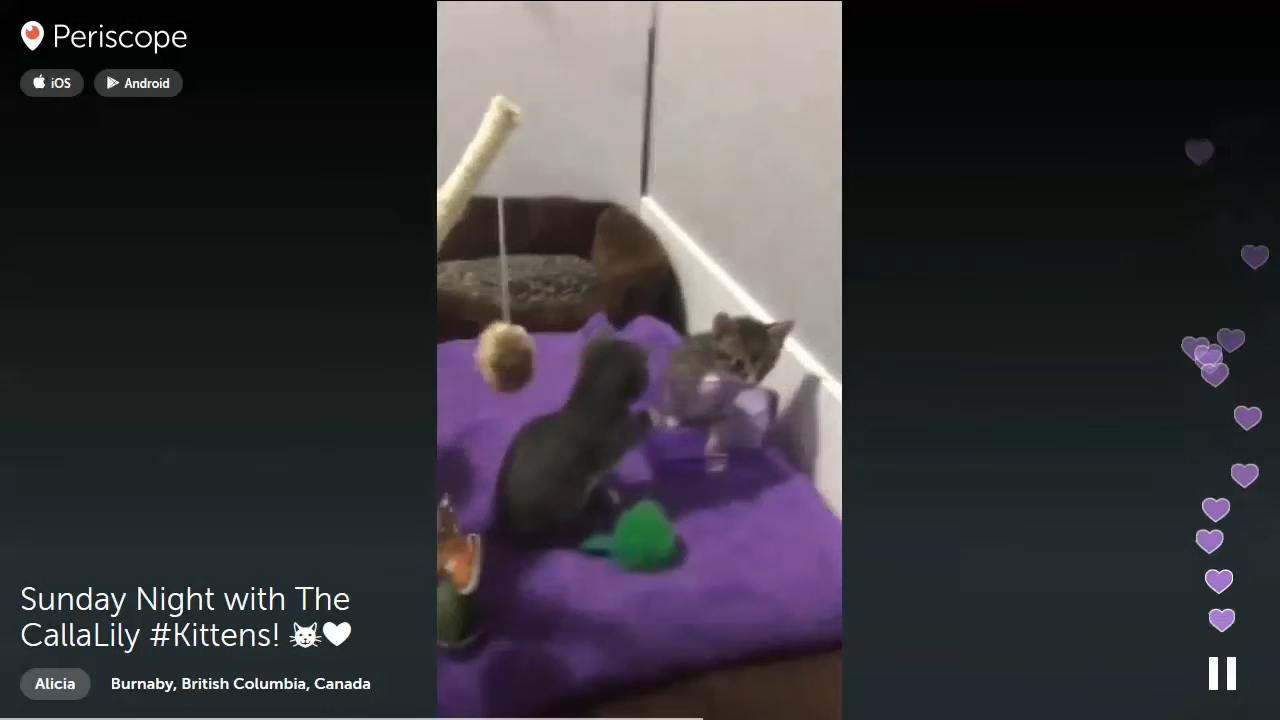 Periscope
iOS
Android
Sunday Night with The
CallaLily #Kittens! 🐱🤍
Alicia
Burnaby, British Columbia, Canada